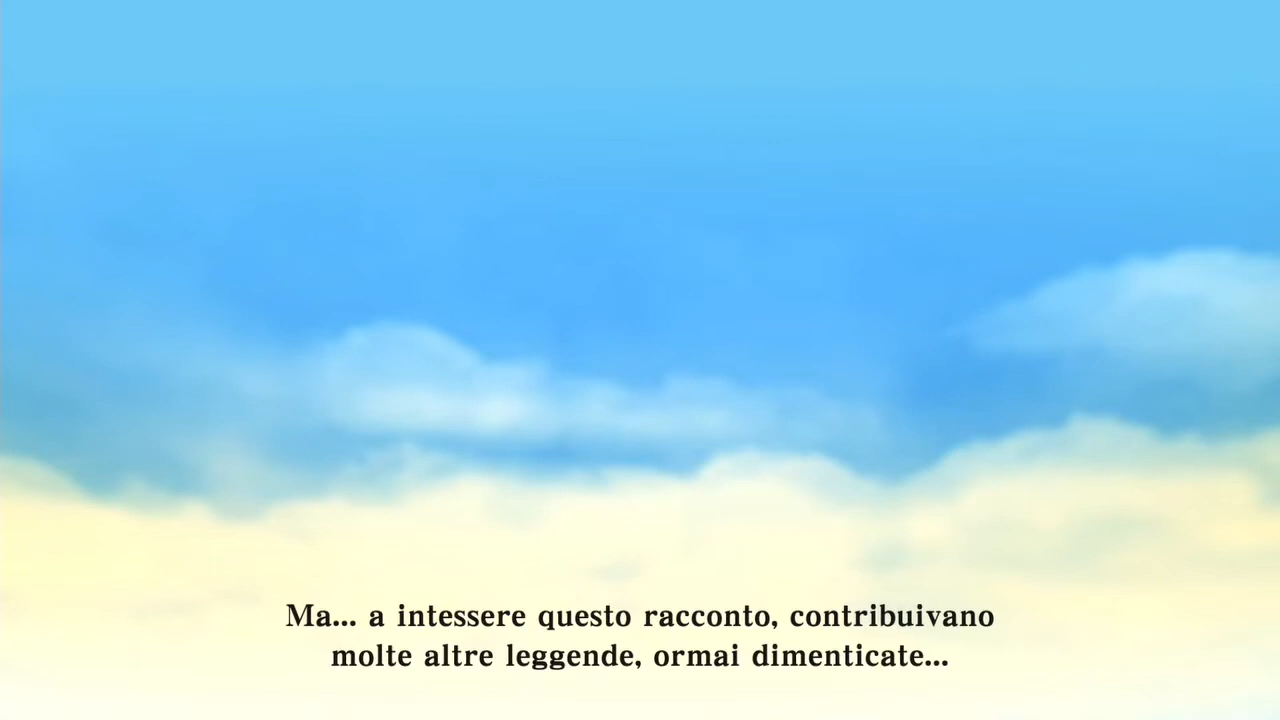 Ma... a intessere questo racconto, contribuivano
molte altre leggende, ormai dimenticate...